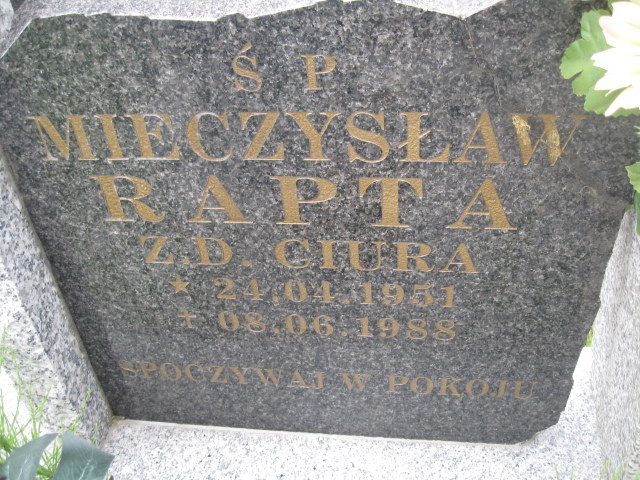 Ś P
MIECZYSŁAW
RAPTA
Z.D. CIURA
★ 24.04.1951
✝ 08.06.1988
SPOCZYWAJ W POKOJU